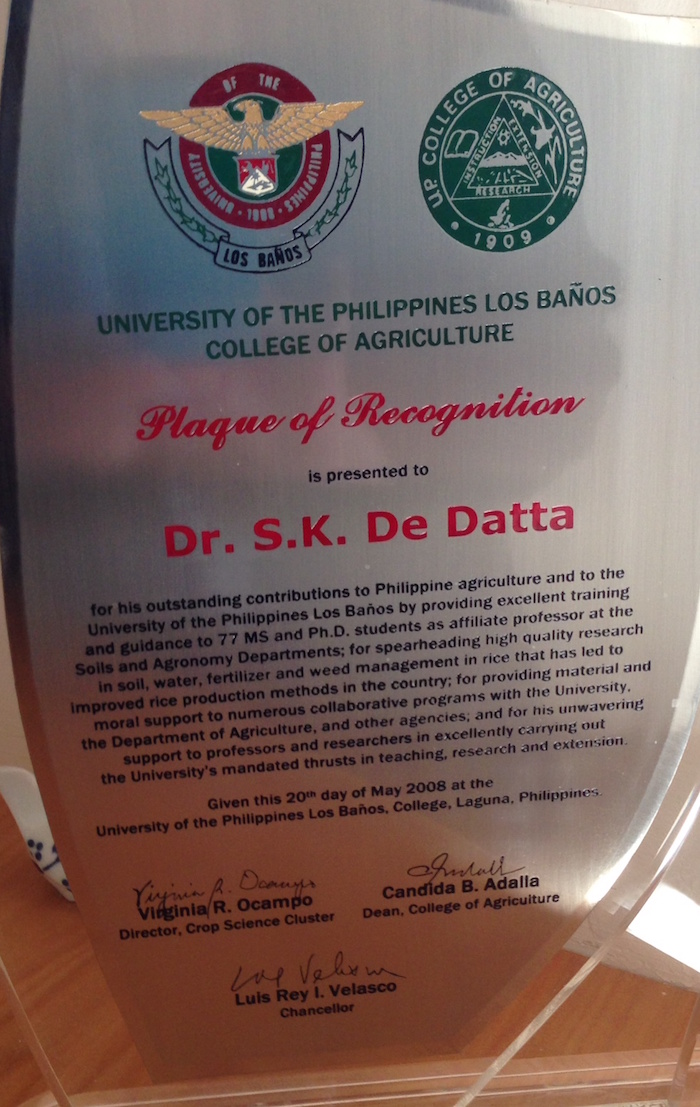 UNIVERSITY OF THE PHILIPPINES · 1908 ·
LOS BAÑOS
U.P. COLLEGE OF AGRICULTURE
INSTRUCTION
EXTENSION
RESEARCH
• 1909 •
UNIVERSITY OF THE PHILIPPINES LOS BAÑOS
COLLEGE OF AGRICULTURE
Plaque of Recognition
is presented to
Dr. S.K. De Datta
for his outstanding contributions to Philippine agriculture and to the
University of the Philippines Los Baños by providing excellent training
and guidance to 77 MS and Ph.D. students as affiliate professor at the
Soils and Agronomy Departments; for spearheading high quality research
in soil, water, fertilizer and weed management in rice that has led to
improved rice production methods in the country; for providing material and
moral support to numerous collaborative programs with the University,
the Department of Agriculture, and other agencies; and for his unwavering
support to professors and researchers in excellently carrying out
the University's mandated thrusts in teaching, research and extension.
Given this 20th day of May 2008 at the
University of the Philippines Los Baños, College, Laguna, Philippines.
Virginia R. Ocampo
Virginia R. Ocampo
Director, Crop Science Cluster
Candida B. Adalla
Dean, College of Agriculture
Luis Rey I. Velasco
Chancellor